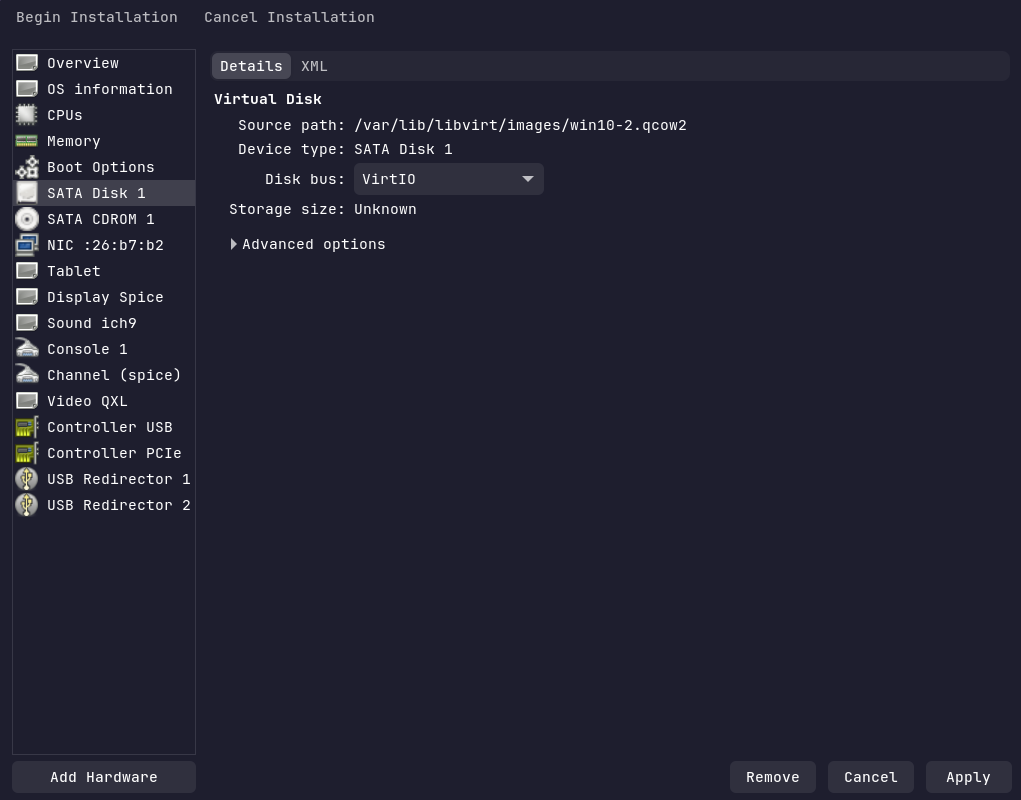 Begin Installation Cancel Installation
Overview
OS information
CPUs
Memory
Boot Options
SATA Disk 1
SATA CDROM 1
NIC :26:b7:b2
Tablet
Display Spice
Sound ich9
Console 1
Channel (spice)
Video QXL
Controller USB
Controller PCIe
USB Redirector 1
USB Redirector 2
Add Hardware
Details XML
Virtual Disk
Source path: /var/lib/libvirt/images/win10-2.qcow2
Device type: SATA Disk 1
Disk bus: VirtIO
Storage size: Unknown
Advanced options
Remove Cancel Apply